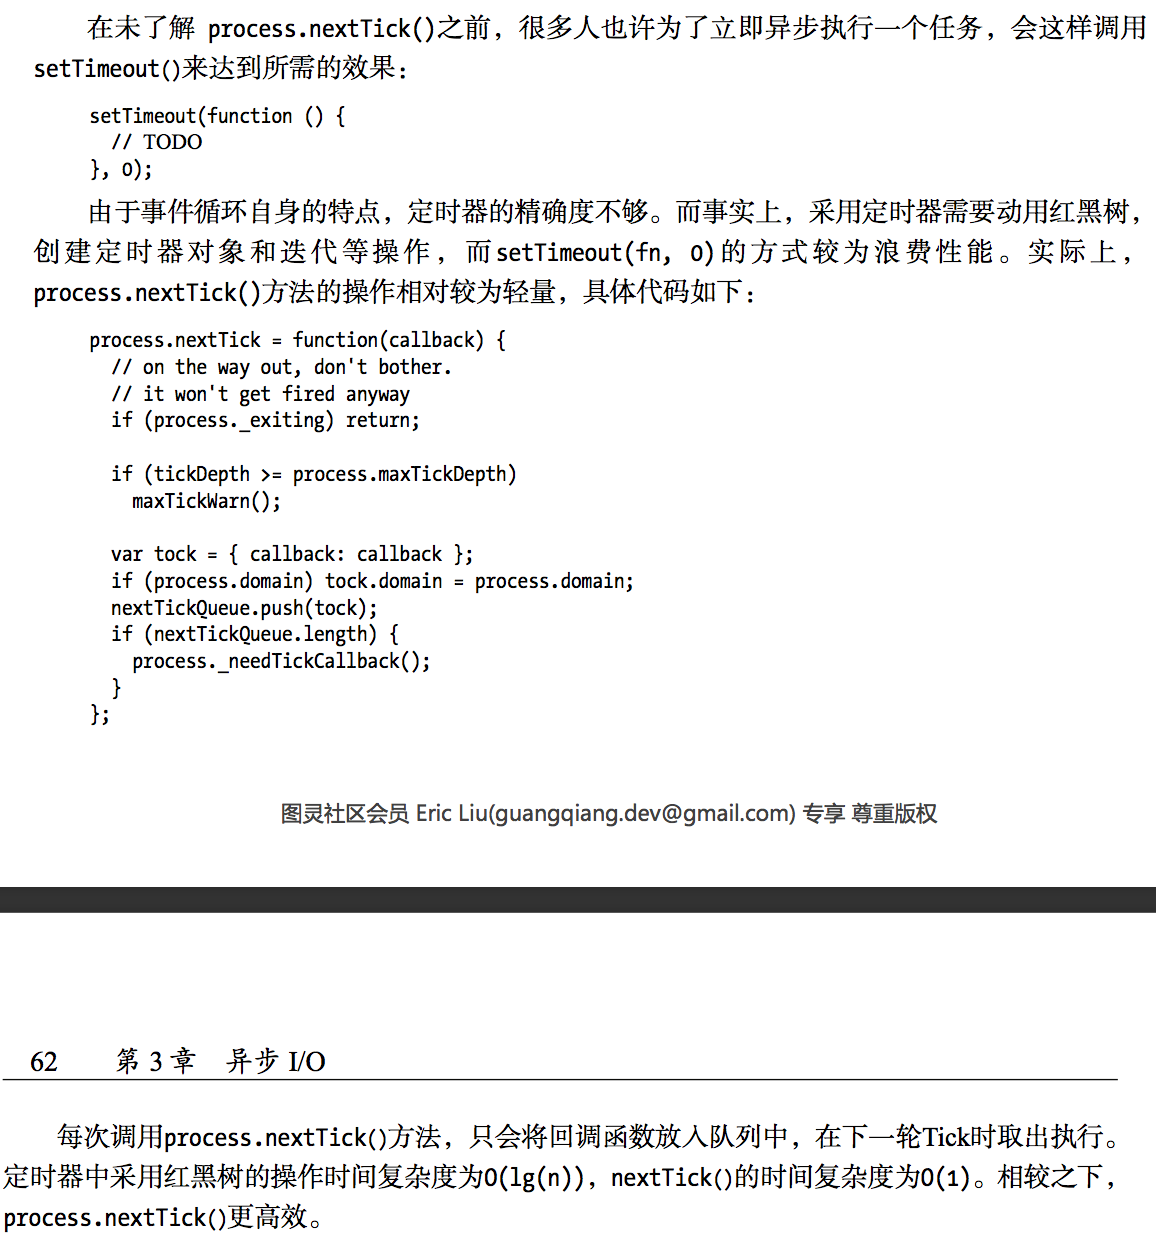 在未了解 process.nextTick()之前，很多人也许为了立即异步执行一个任务，会这样调用
setTimeout()来达到所需的效果：
setTimeout(function () {
  // TODO
}, 0);
由于事件循环自身的特点，定时器的精确度不够。而事实上，采用定时器需要动用红黑树，
创建定时器对象和迭代等操作，而setTimeout(fn, 0)的方式较为浪费性能。实际上，
process.nextTick()方法的操作相对较为轻量，具体代码如下：
process.nextTick = function(callback) {
  // on the way out, don't bother.
  // it won't get fired anyway
  if (process._exiting) return;
  if (tickDepth >= process.maxTickDepth)
    maxTickWarn();
  var tock = { callback: callback };
  if (process.domain) tock.domain = process.domain;
  nextTickQueue.push(tock);
  if (nextTickQueue.length) {
    process._needTickCallback();
  }
};
图灵社区会员 Eric Liu(guangqiang.dev@gmail.com) 专享 尊重版权
62 第 3 章 异步 I/O
每次调用process.nextTick()方法，只会将回调函数放入队列中，在下一轮Tick时取出执行。
定时器中采用红黑树的操作时间复杂度为O(lg(n))，nextTick()的时间复杂度为O(1)。相较之下，
process.nextTick()更高效。